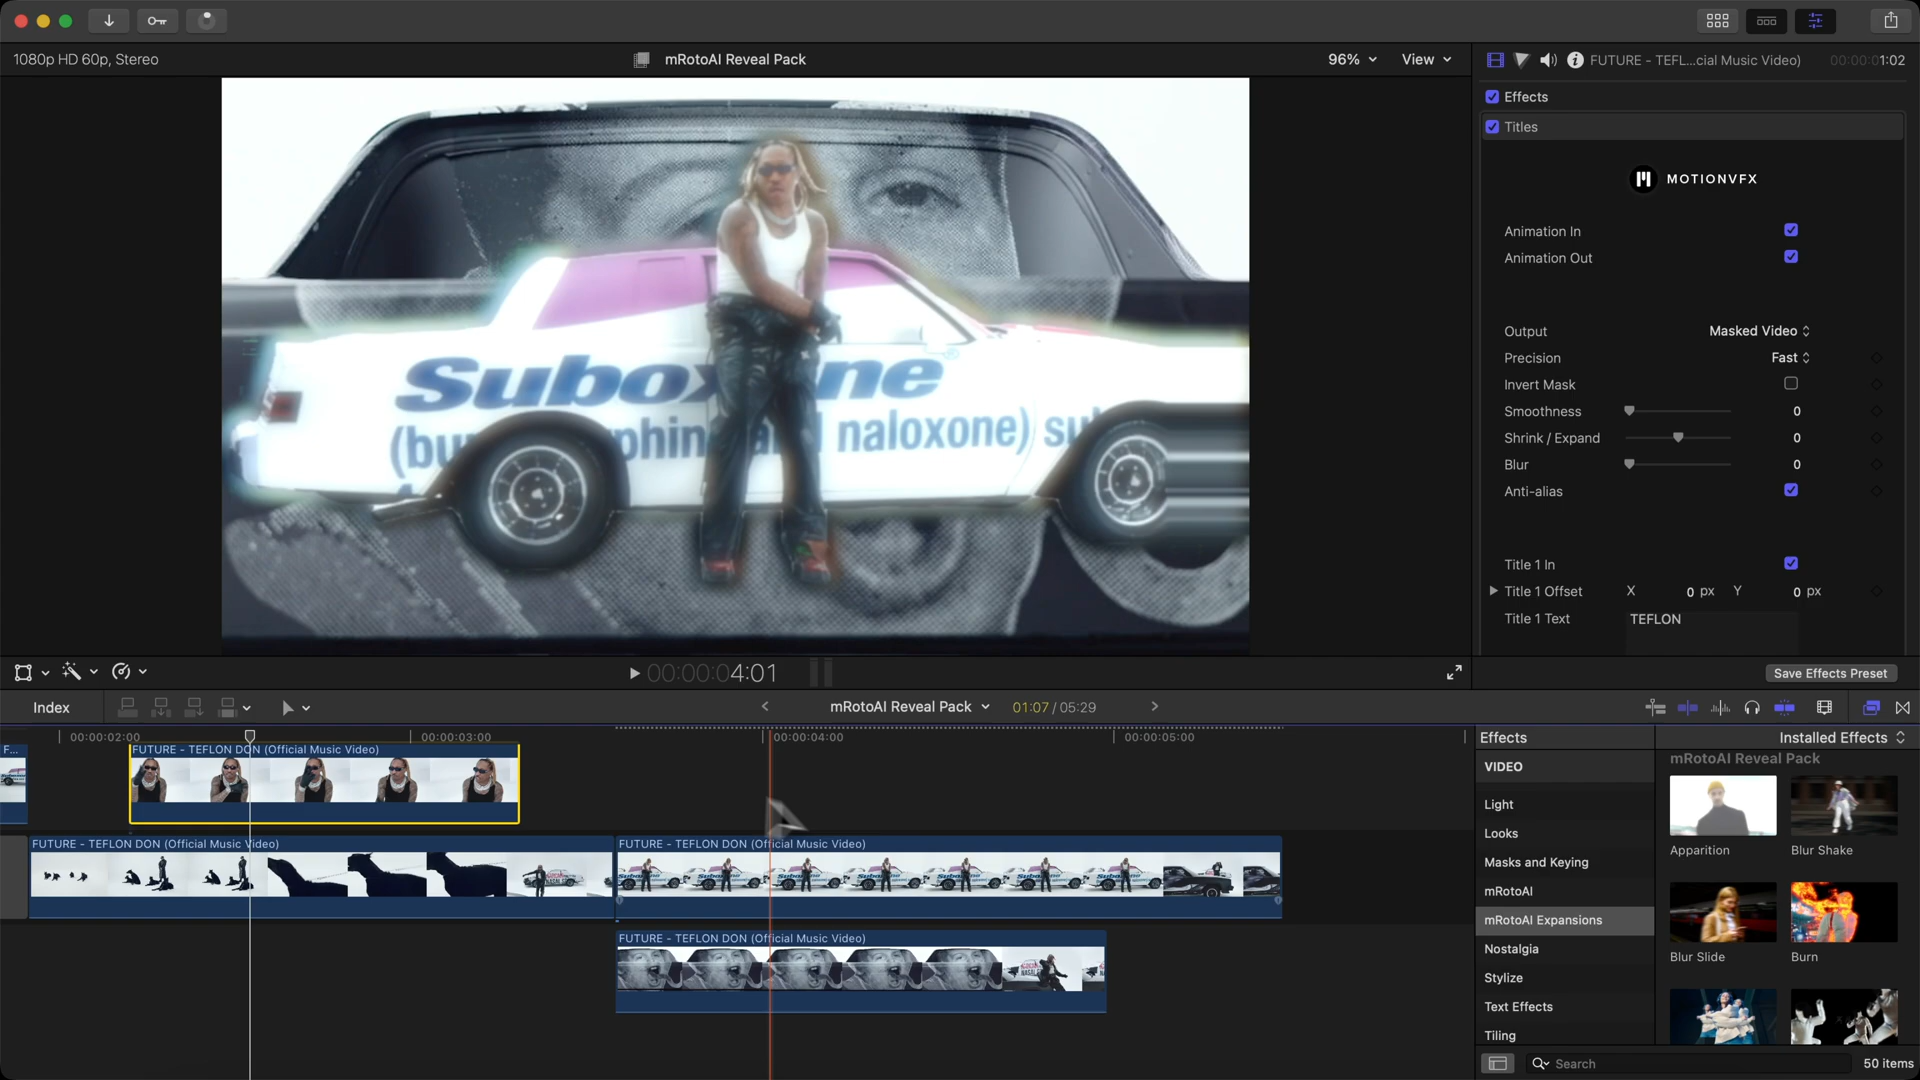 1080p HD 60p, Stereo
mRotoAI Reveal Pack
96%
View
FUTURE - TEFL...cial Music Video)
00:00:01:02
Effects
Titles
MOTIONVFX
Animation In
Animation Out
Output
Masked Video
Precision
Fast
Invert Mask
Smoothness
0
Shrink / Expand
0
Blur
0
Anti-alias
Title 1 In
Title 1 Offset
X
0 px
Y
0 px
Title 1 Text
TEFLON
Suboxone
naloxone) su
00:00:04:01
Save Effects Preset
Index
mRotoAI Reveal Pack
01:07 / 05:29
00:00:02:00
00:00:03:00
00:00:04:00
00:00:05:00
F...
FUTURE - TEFLON DON (Official Music Video)
FUTURE - TEFLON DON (Official Music Video)
FUTURE - TEFLON DON (Official Music Video)
FUTURE - TEFLON DON (Official Music Video)
Effects
Installed Effects
VIDEO
Light
Looks
Masks and Keying
mRotoAI
mRotoAI Expansions
Nostalgia
Stylize
Text Effects
Tiling
mRotoAI Reveal Pack
Apparition
Blur Shake
Blur Slide
Burn
Search
50 items